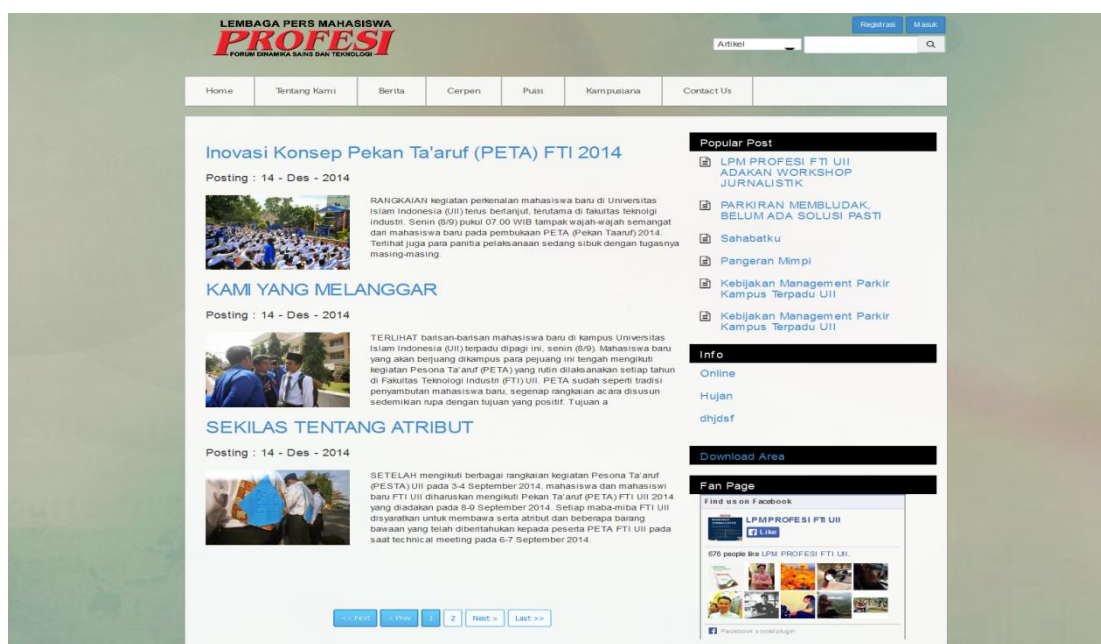 LEMBAGA PERS MAHASISWA
PROFESI
FORUM DINAMIKA SAINS DAN TEKNOLOGI
Registrasi
Masuk
Artikel
Home
Tentang Kami
Berita
Cerpen
Puisi
Kampusiana
Contact Us
Inovasi Konsep Pekan Ta'aruf (PETA) FTI 2014
Posting : 14 - Des - 2014
RANGKAIAN kegiatan perkenalan mahasiswa baru di Universitas
Islam Indonesia (UII) terus berlanjut, terutama di fakultas teknolgi
industri. Senin (8/9) pukul 07.00 WIB tampak wajah-wajah semangat
dari mahasiswa baru pada pembukaan PETA (Pekan Taaruf) 2014.
Terlihat juga para panitia pelaksanaan sedang sibuk dengan tugasnya
masing-masing.
KAMI YANG MELANGGAR
Posting : 14 - Des - 2014
TERLIHAT barisan-barisan mahasiswa baru di kampus Universitas
Islam Indonesia (UII) terpadu dipagi ini, senin (8/9). Mahasiswa baru
yang akan berjuang dikampus para pejuang ini tengah mengikuti
kegiatan Pesona Ta'aruf (PETA) yang rutin dilaksanakan setiap tahun
di Fakultas Teknologi Industri (FTI) UII. PETA sudah seperti tradisi
penyambutan mahasiswa baru, segenap rangkaian acara disusun
sedemikian rupa dengan tujuan yang positif. Tujuan a
SEKILAS TENTANG ATRIBUT
Posting : 14 - Des - 2014
SETELAH mengikuti berbagai rangkaian kegiatan Pesona Ta'aruf
(PESTA) UII pada 3-4 September 2014, mahasiswa dan mahasiswi
baru FTI UII diharuskan mengikuti Pekan Ta'aruf (PETA) FTI UII 2014
yang diadakan pada 8-9 September 2014. Setiap maba-miba FTI UII
disyaratkan untuk membawa serta atribut dan beberapa barang
bawaan yang telah diberitahukan kepada peserta PETA FTI UII pada
saat technical meeting pada 6-7 September 2014.
<< First
< Prev
1
2
Next >
Last >>
Popular Post
LPM PROFESI FTI UII
ADAKAN WORKSHOP
JURNALISTIK
PARKIRAN MEMBLUDAK,
BELUM ADA SOLUSI PASTI
Sahabatku
Pangeran Mimpi
Kebijakan Management Parkir
Kampus Terpadu UII
Kebijakan Management Parkir
Kampus Terpadu UII
Info
Online
Hujan
dhjdsf
Download Area
Fan Page
Find us on Facebook
LPM PROFESI FTI UII
Like
676 people like LPM PROFESI FTI UII.
Facebook social plugin